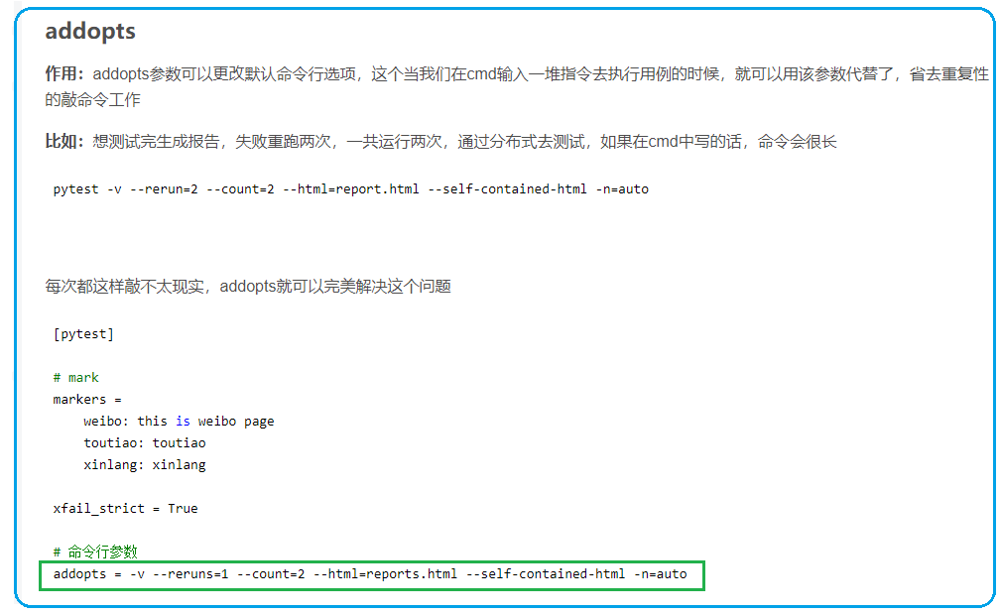 addopts
作用：addopts参数可以更改默认命令行选项，这个当我们在cmd输入一堆指令去执行用例的时候，就可以用该参数代替了，省去重复性
的敲命令工作
比如：想测试完生成报告，失败重跑两次，一共运行两次，通过分布式去测试，如果在cmd中写的话，命令会很长
pytest -v --rerun=2 --count=2 --html=report.html --self-contained-html -n=auto
每次都这样敲不太现实，addopts就可以完美解决这个问题
[pytest]
# mark
markers =
    weibo: this is weibo page
    toutiao: toutiao
    xinlang: xinlang
xfail_strict = True
# 命令行参数
addopts = -v --reruns=1 --count=2 --html=reports.html --self-contained-html -n=auto